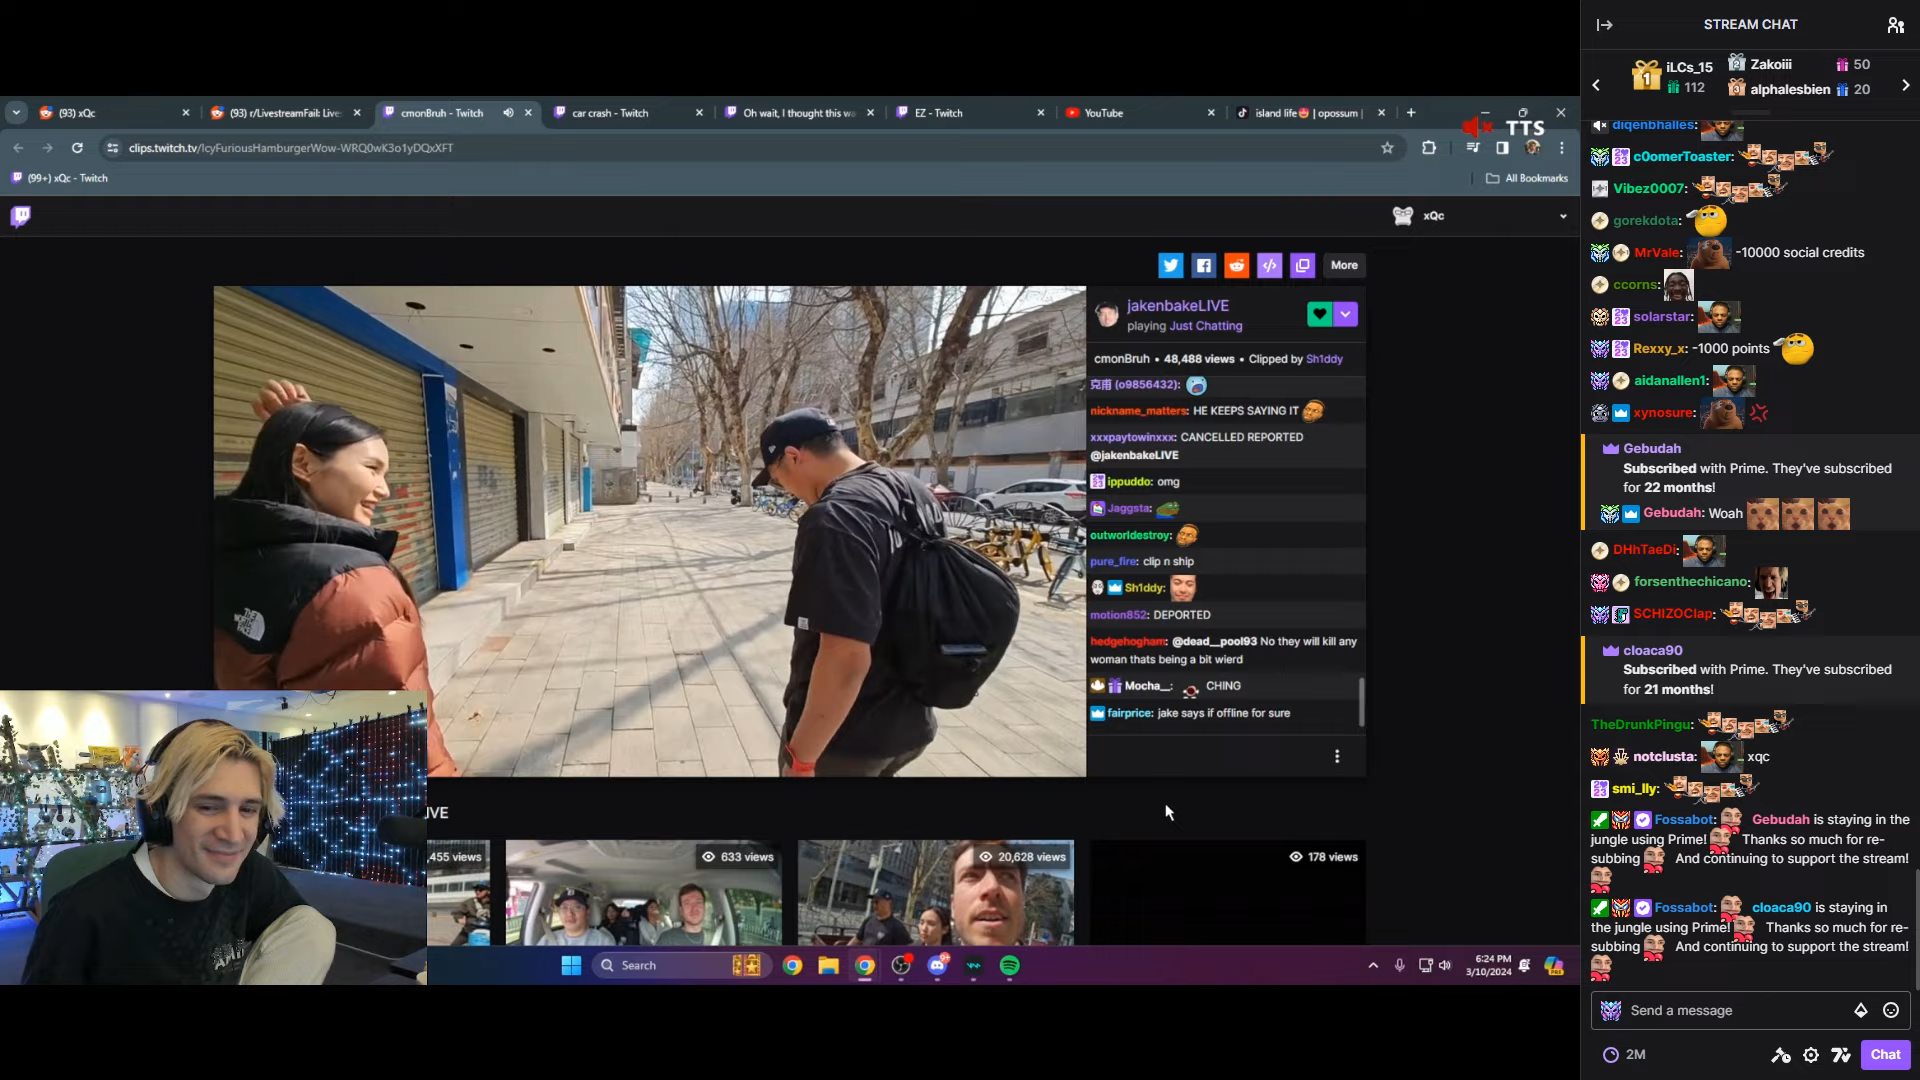 (93) xQc
(93) r/LivestreamFail: Live
cmonBruh - Twitch
car crash - Twitch
Oh wait, I thought this wa
EZ - Twitch
YouTube
island life | opossum |
TTS
clips.twitch.tv/IcyFuriousHamburgerWow-WRQ0wK3o1yDQxXFT
(99+) xQc - Twitch
All Bookmarks
xQc
More
jakenbakeLIVE
playing Just Chatting
cmonBruh • 48,488 views • Clipped by Sh1ddy
克雨 (o9856432):
nickname_matters: HE KEEPS SAYING IT
xxxpaytowinxxx: CANCELLED REPORTED
@jakenbakeLIVE
ippuddo: omg
Jaggsta:
outworldestroy:
pure_fire: clip n ship
Sh1ddy:
motion852: DEPORTED
hedgehogham: @dead__pool93 No they will kill any
woman thats being a bit wierd
Mocha__: CHING
fairprice: jake says if offline for sure
THE
NORTH
FACE
IVE
,455 views
633 views
20,628 views
178 views
Search
6:24 PM
3/10/2024
STREAM CHAT
1 iLCs_15
112
2 Zakoiii 50
3 alphalesbien 20
diqenbhalles:
c0omerToaster:
Vibez0007:
gorekdota:
MrVale: -10000 social credits
ccorns:
solarstar:
Rexxy_x: -1000 points
aidanallen1:
xynosure:
Gebudah
Subscribed with Prime. They've subscribed
for 22 months!
Gebudah: Woah
DHhTaeDi:
forsenthechicano:
SCHIZOClap:
cloaca90
Subscribed with Prime. They've subscribed
for 21 months!
TheDrunkPingu:
notclusta: xqc
smi_lly:
Fossabot: Gebudah is staying in the
jungle using Prime! Thanks so much for re-
subbing And continuing to support the stream!
Fossabot: cloaca90 is staying in
the jungle using Prime! Thanks so much for re-
subbing And continuing to support the stream!
Send a message
2M
Chat